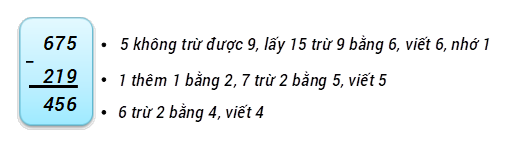 675
–
219
456
• 5 không trừ được 9, lấy 15 trừ 9 bằng 6, viết 6, nhớ 1
• 1 thêm 1 bằng 2, 7 trừ 2 bằng 5, viết 5
• 6 trừ 2 bằng 4, viết 4